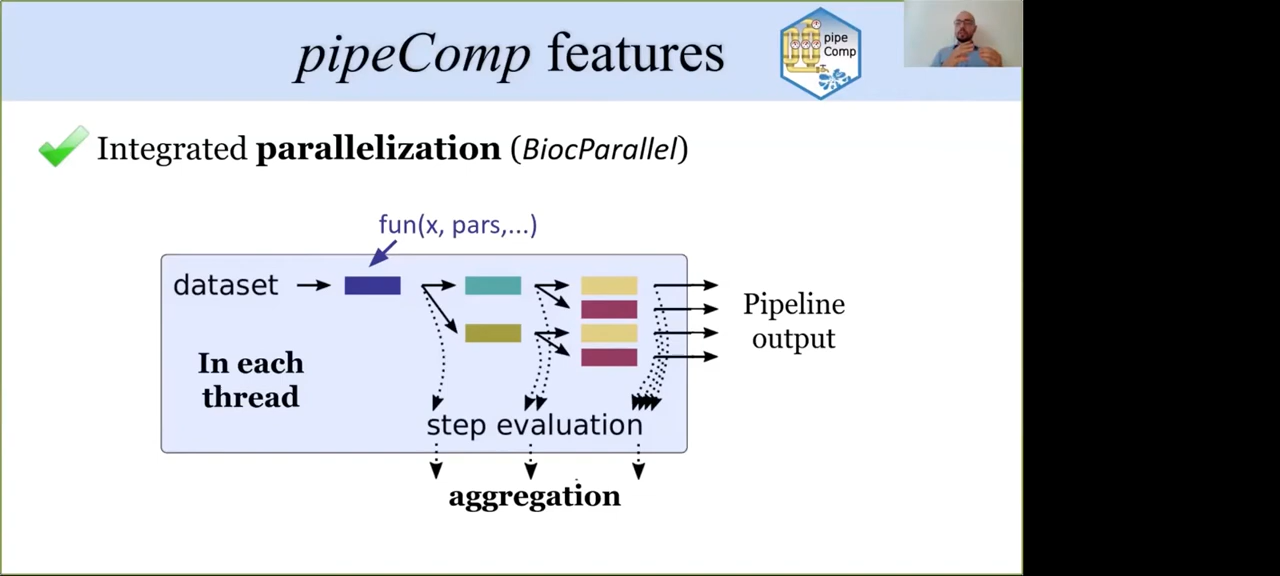 pipeComp features
pipe
Comp
Integrated parallelization (BiocParallel)
fun(x, pars,...)
dataset
In each
thread
Pipeline
output
step evaluation
aggregation